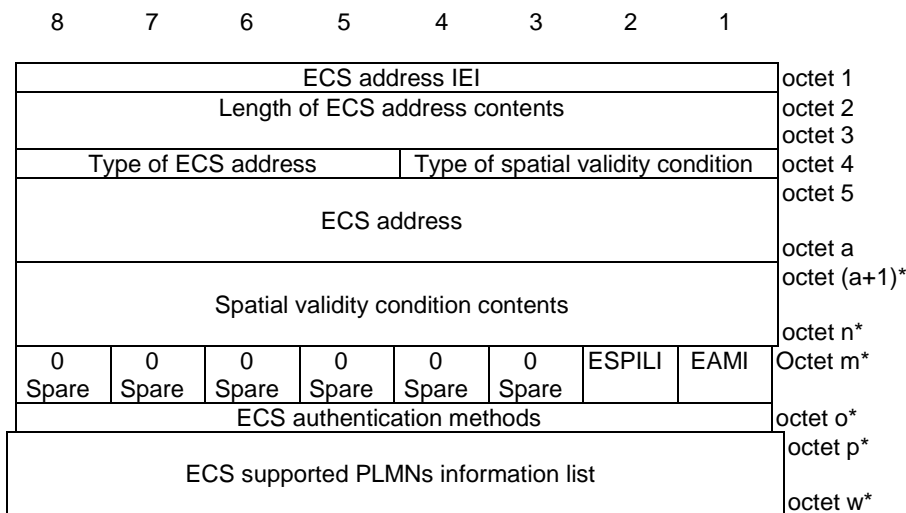 8 7 6 5 4 3 2 1
ECS address IEI octet 1
Length of ECS address contents octet 2
octet 3
Type of ECS address Type of spatial validity condition octet 4
octet 5
ECS address
octet a
octet (a+1)*
Spatial validity condition contents
octet n*
0 0 0 0 0 0 ESPILI EAMI Octet m*
Spare Spare Spare Spare Spare Spare
ECS authentication methods octet o*
octet p*
ECS supported PLMNs information list
octet w*